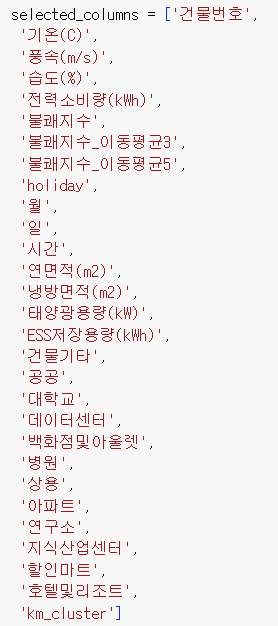 selected_columns = ['건물번호',
'기온(C)',
'풍속(m/s)',
'습도(%)',
'전력소비량(kWh)',
'불쾌지수',
'불쾌지수_이동평균3',
'불쾌지수_이동평균5',
'holiday',
'월',
'일',
'시간',
'연면적(m2)',
'냉방면적(m2)',
'태양광용량(kW)',
'ESS저장용량(kWh)',
'건물기타',
'공공',
'대학교',
'데이터센터',
'백화점및아울렛',
'병원',
'상용',
'아파트',
'연구소',
'지식산업센터',
'할인마트',
'호텔및리조트',
'km_cluster']